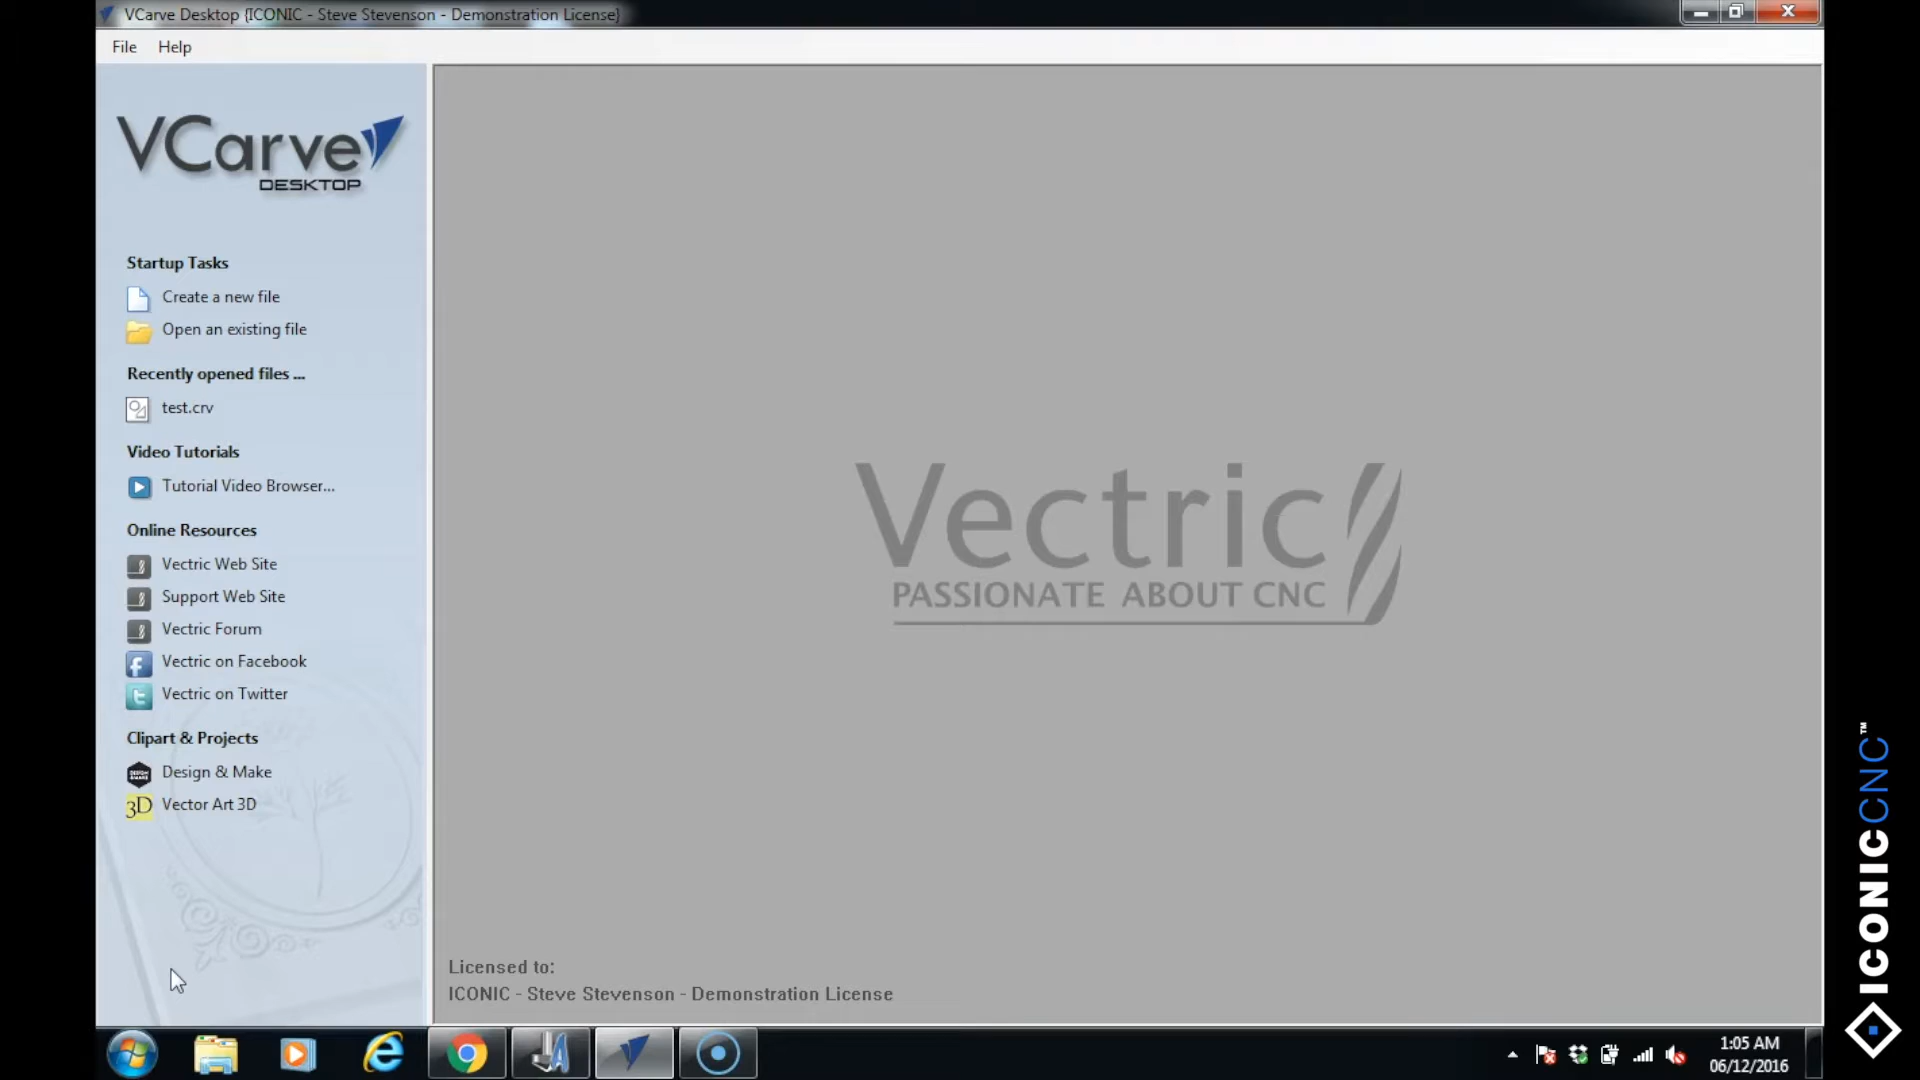 VCarve Desktop {ICONIC - Steve Stevenson - Demonstration License}
File Help
VCarve
DESKTOP
Startup Tasks
Create a new file
Open an existing file
Recently opened files ...
test.crv
Video Tutorials
Tutorial Video Browser...
Online Resources
Vectric Web Site
Support Web Site
Vectric Forum
Vectric on Facebook
Vectric on Twitter
Clipart & Projects
Design & Make
3D Vector Art 3D
Vectric
PASSIONATE ABOUT CNC
Licensed to:
ICONIC - Steve Stevenson - Demonstration License
1:05 AM
06/12/2016
ICONICCNC™